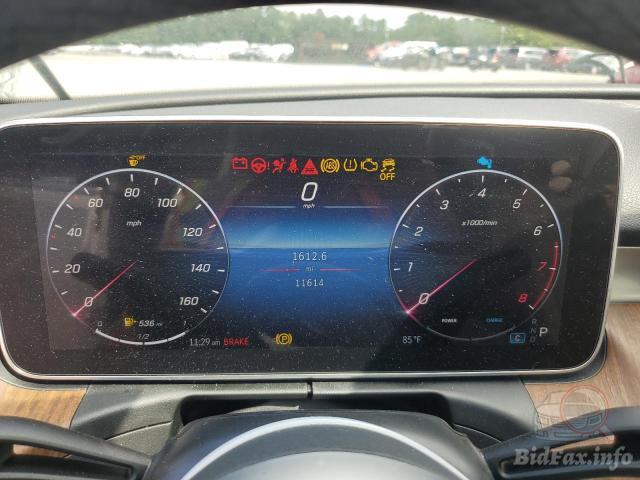 OFF
ABS
OFF
60 80 100
40 mph 120
20 140
0 160
0 536 mi
1/2
11:29 am BRAKE
0
mph
1612.6
mi
11614
P
85 °F
3 4 5
2 x1000/min 6
1 7
0 8
POWER CHARGE
R
N
D
P
C
BidFax.info